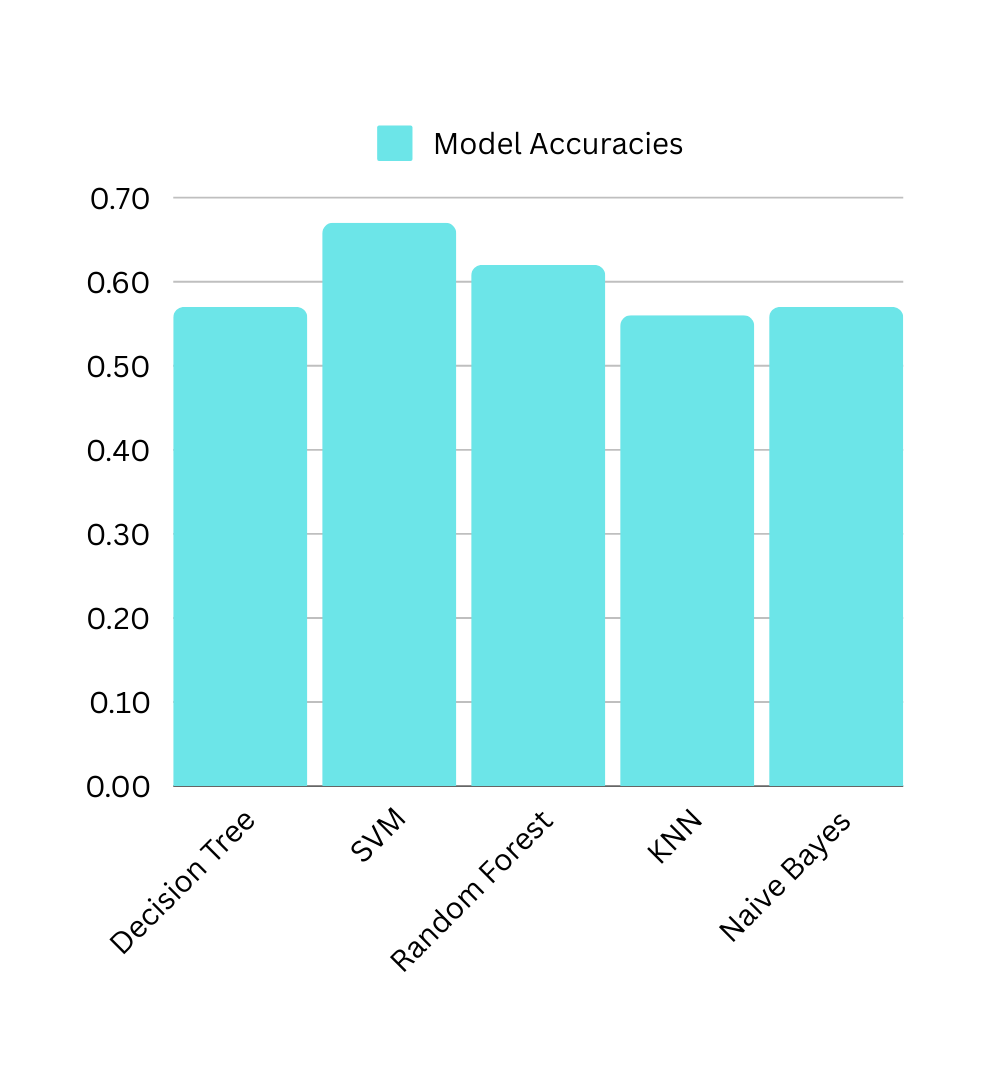 Model Accuracies
0.70
0.60
0.50
0.40
0.30
0.20
0.10
0.00
Decision Tree
SVM
Random Forest
KNN
Naive Bayes